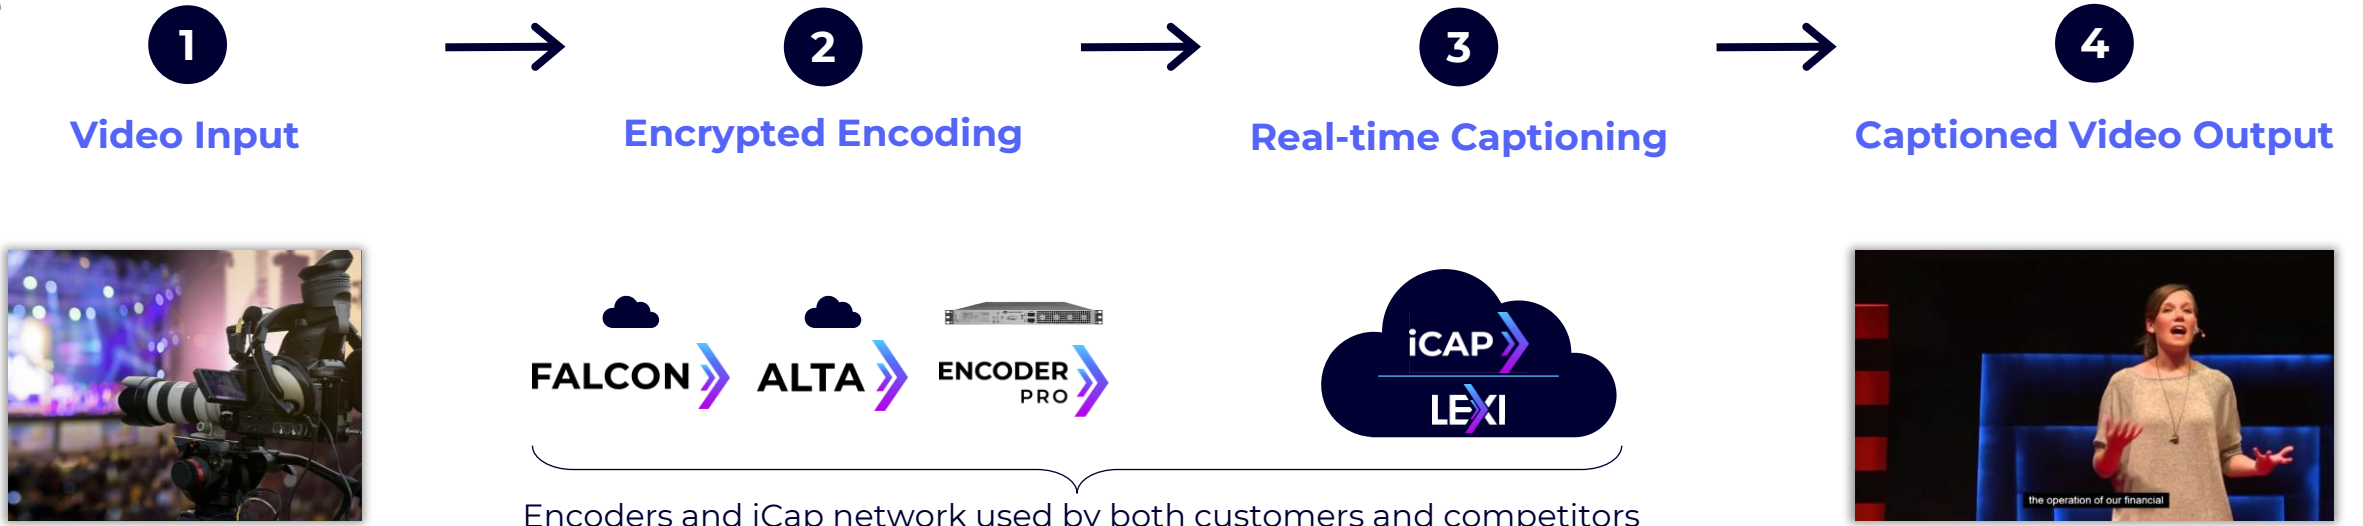 1
2
3
4
Video Input
Encrypted Encoding
Real-time Captioning
Captioned Video Output
FALCON
ALTA
ENCODER
PRO
iCAP
LEXI
the operation of our financial
Encoders and iCap network used by both customers and competitors